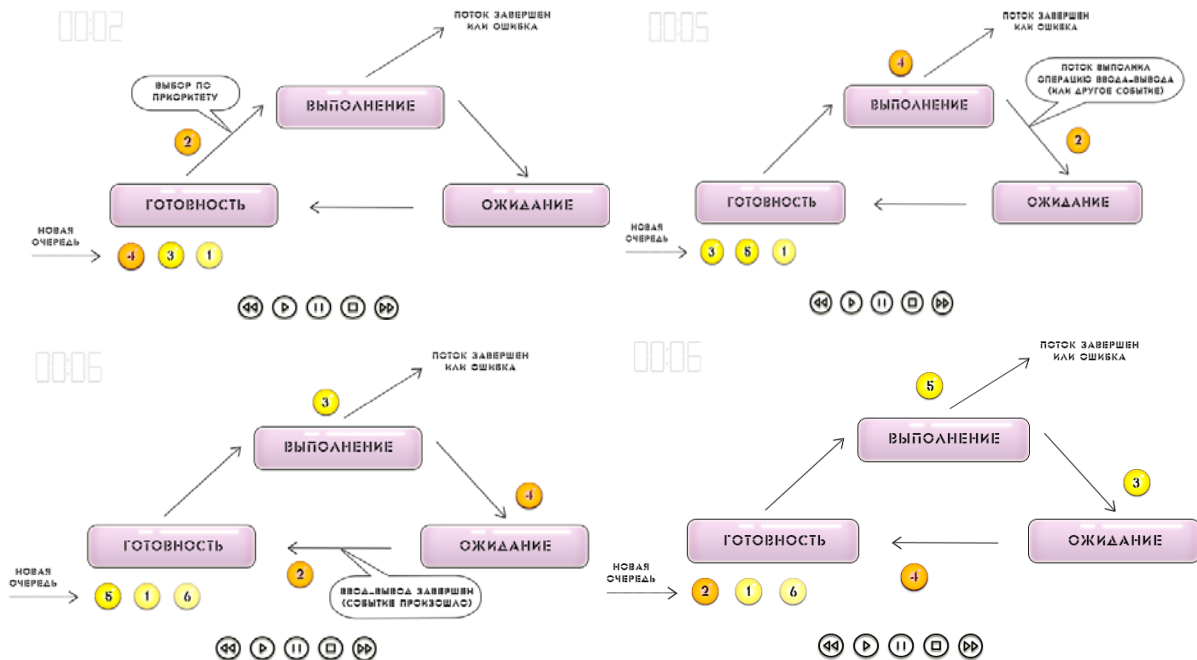 00:02
ПОТОК ЗАВЕРШЕН
ИЛИ ОШИБКА
ВЫБОР ПО
ПРИОРИТЕТУ
ВЫПОЛНЕНИЕ
2
ГОТОВНОСТЬ
ОЖИДАНИЕ
НОВАЯ
ОЧЕРЕДЬ
4 3 1
00:05
ПОТОК ЗАВЕРШЕН
ИЛИ ОШИБКА
4
ПОТОК ВЫПОЛНИЛ
ОПЕРАЦИЮ ВВОДА-ВЫВОДА
(ИЛИ ДРУГОЕ СОБЫТИЕ)
ВЫПОЛНЕНИЕ
2
ГОТОВНОСТЬ
ОЖИДАНИЕ
НОВАЯ
ОЧЕРЕДЬ
3 5 1
00:06
ПОТОК ЗАВЕРШЕН
ИЛИ ОШИБКА
3
ВЫПОЛНЕНИЕ
4
ГОТОВНОСТЬ
ОЖИДАНИЕ
2
НОВАЯ
ОЧЕРЕДЬ
ВВОД-ВЫВОД ЗАВЕРШЕН
(СОБЫТИЕ ПРОИЗОШЛО)
5 1 6
00:06
ПОТОК ЗАВЕРШЕН
ИЛИ ОШИБКА
5
ВЫПОЛНЕНИЕ
3
ГОТОВНОСТЬ
ОЖИДАНИЕ
4
НОВАЯ
ОЧЕРЕДЬ
2 1 6